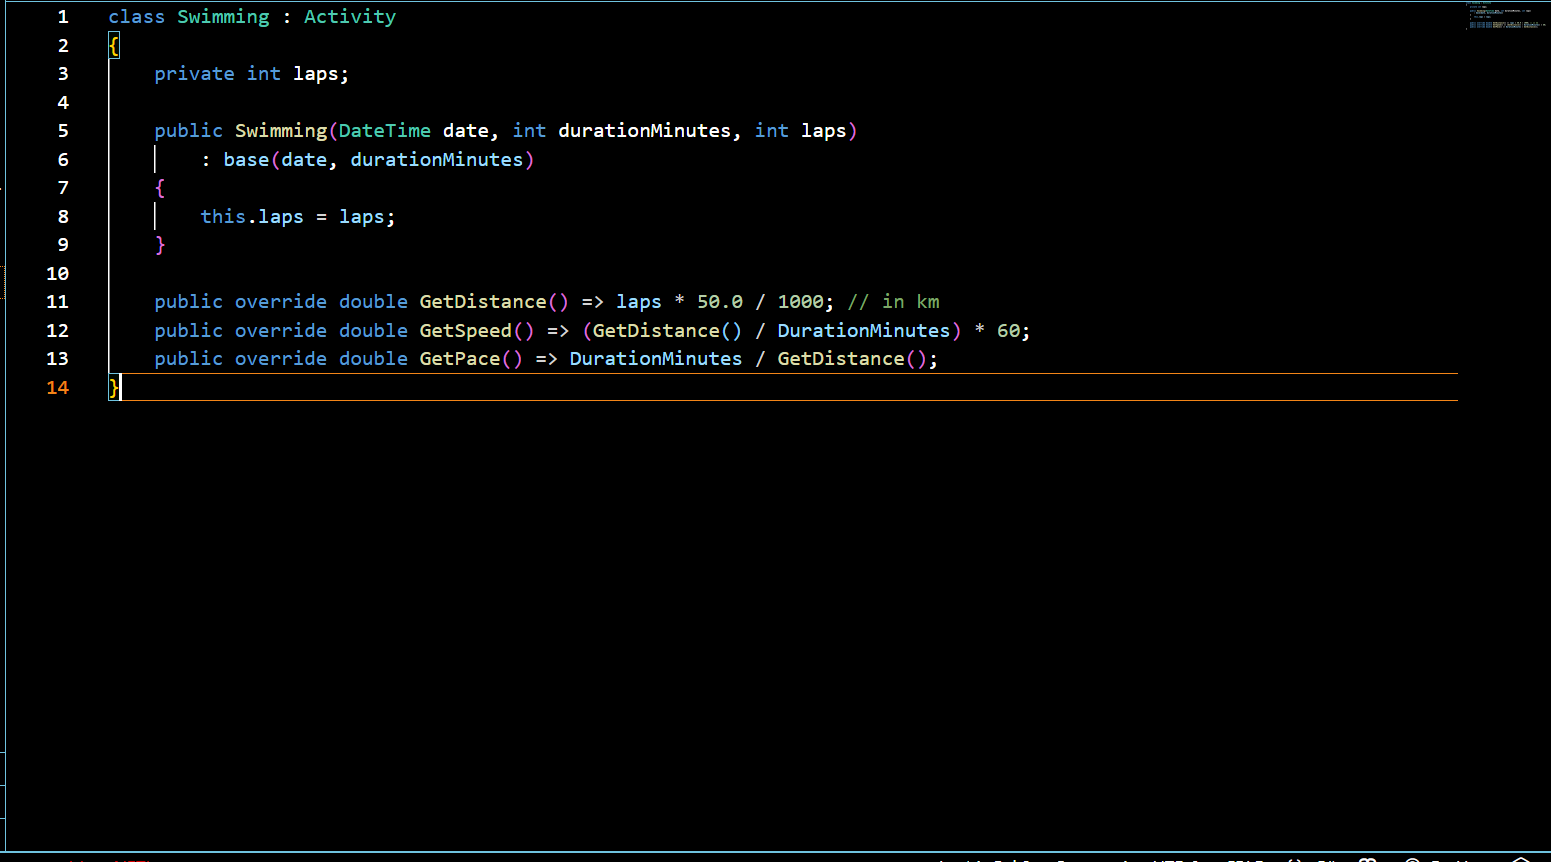 1 class Swimming : Activity
2 {
3     private int laps;
4
5     public Swimming(DateTime date, int durationMinutes, int laps)
6         : base(date, durationMinutes)
7     {
8         this.laps = laps;
9     }
10
11     public override double GetDistance() => laps * 50.0 / 1000; // in km
12     public override double GetSpeed() => (GetDistance() / DurationMinutes) * 60;
13     public override double GetPace() => DurationMinutes / GetDistance();
14 }